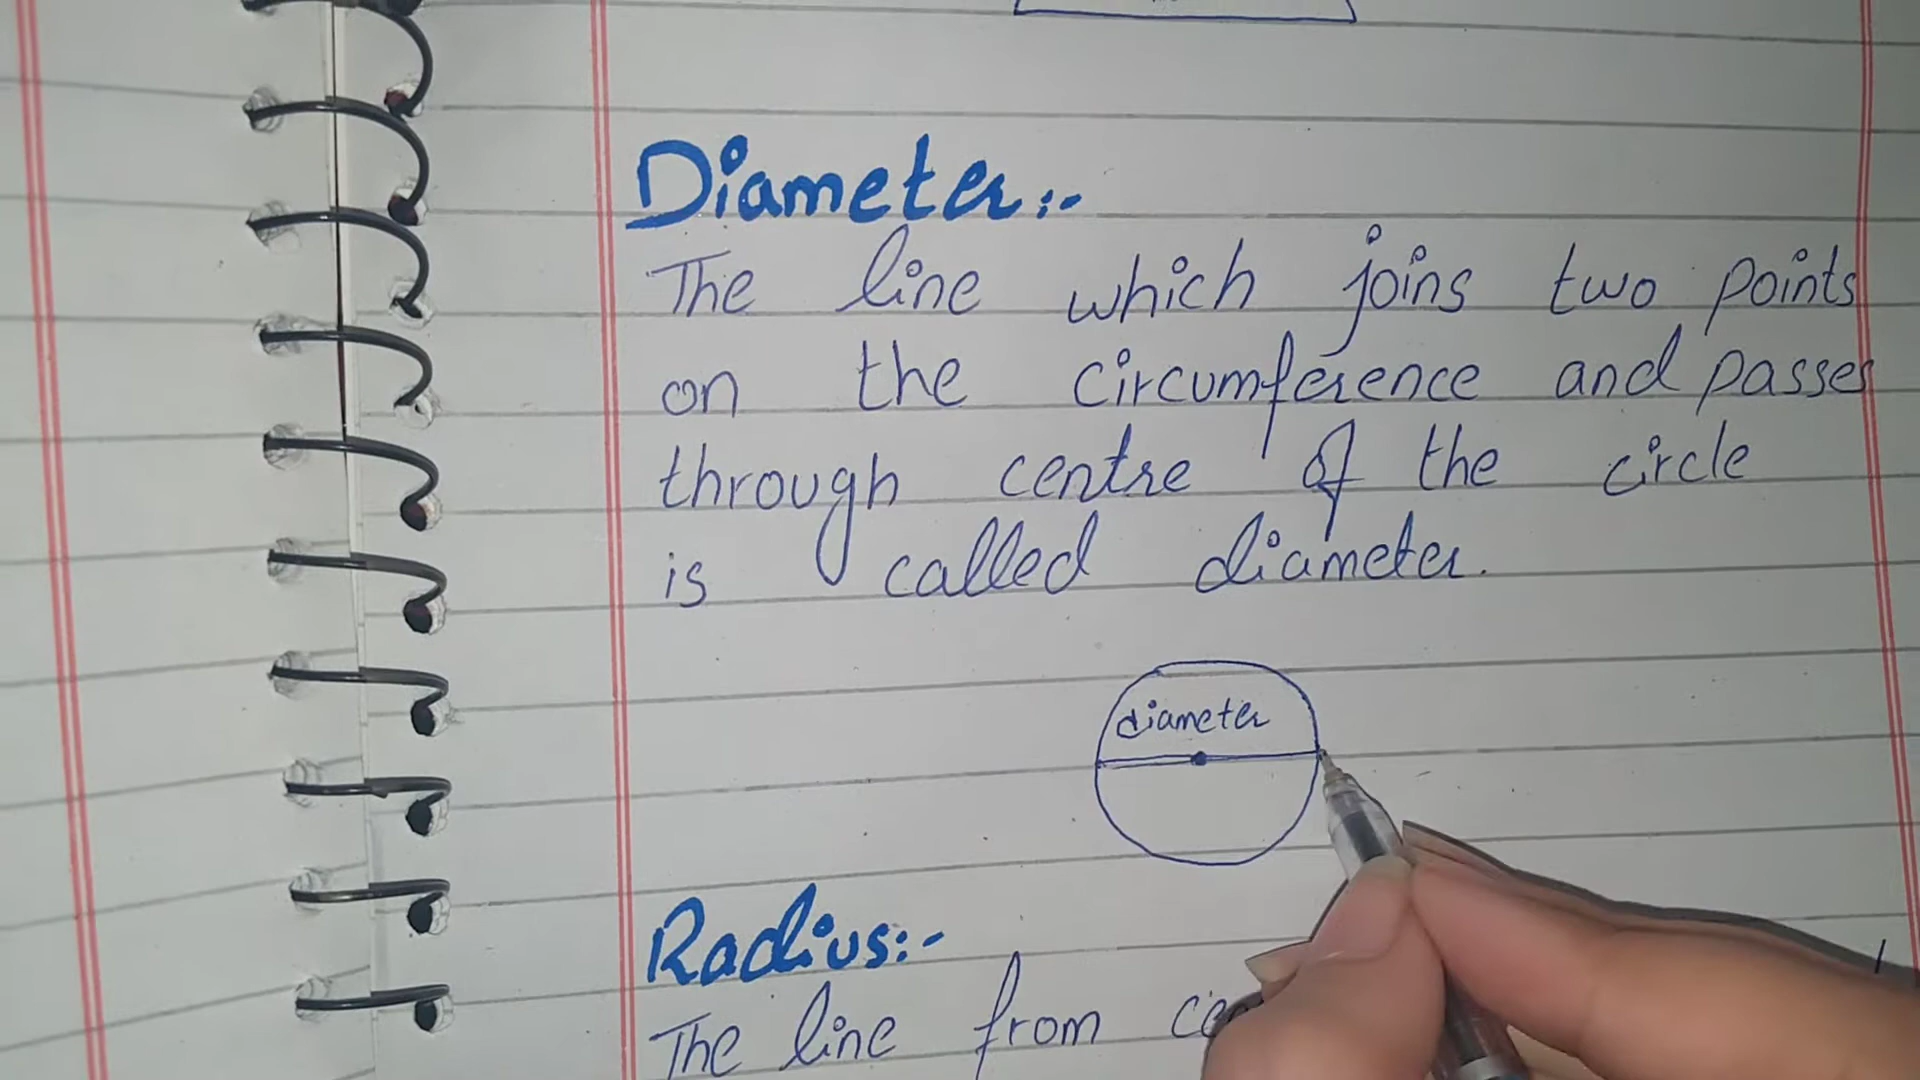 Diameter:-
The line which joins two points
on the circumference and passes
through centre of the circle
is called diameter.
diameter
Radius:-
The line from